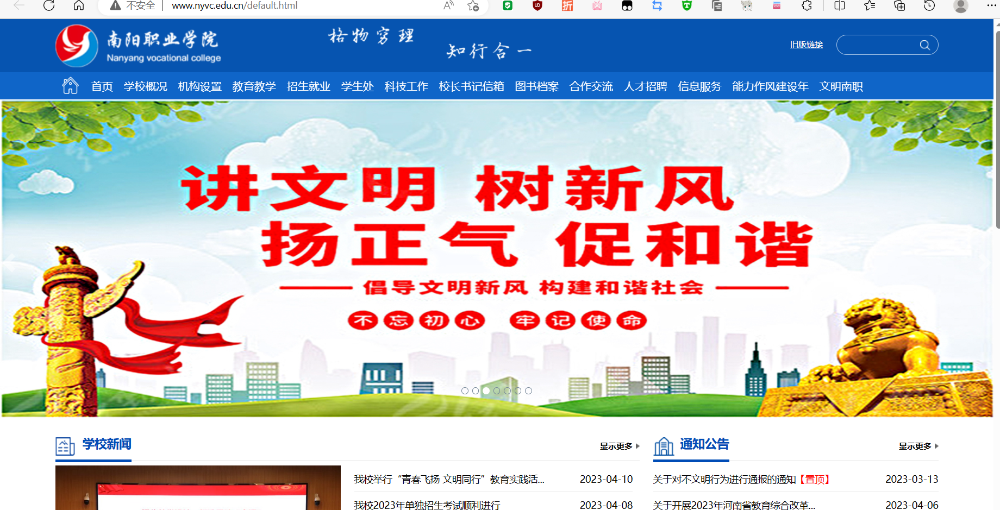 不安全 www.nyvc.edu.cn/default.html
南阳职业学院
Nanyang vocational college
格物穷理
知行合一
旧版链接
首页 学校概况 机构设置 教育教学 招生就业 学生处 科技工作 校长书记信箱 图书档案 合作交流 人才招聘 信息服务 能力作风建设年 文明南职
讲文明 树新风
扬正气 促和谐
倡导文明新风 构建和谐社会
不忘初心 牢记使命
学校新闻 显示更多
我校举行“青春飞扬 文明同行”教育实践活... 2023-04-10
我校2023年单独招生考试顺利进行 2023-04-08
通知公告 显示更多
关于对不文明行为进行通报的通知【置顶】 2023-03-13
关于开展2023年河南省教育综合改革... 2023-04-06